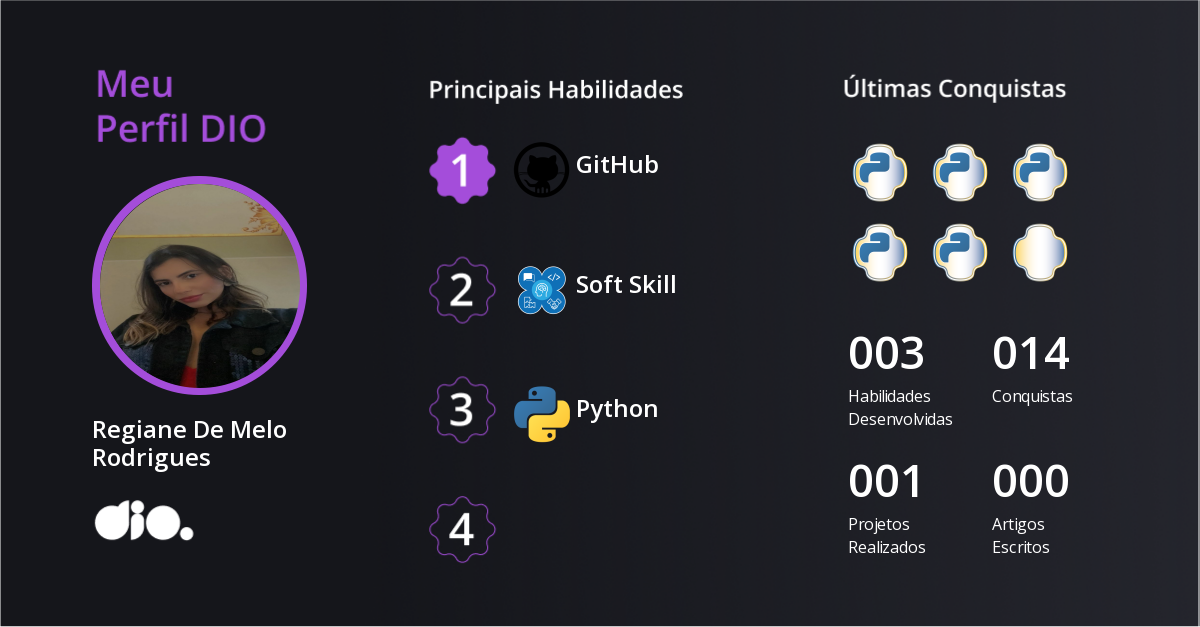 Meu
Perfil DIO
Regiane De Melo
Rodrigues
dio.
Principais Habilidades
1
GitHub
2
</>
Soft Skill
3
Python
4
Últimas Conquistas
003
Habilidades
Desenvolvidas
014
Conquistas
001
Projetos
Realizados
000
Artigos
Escritos